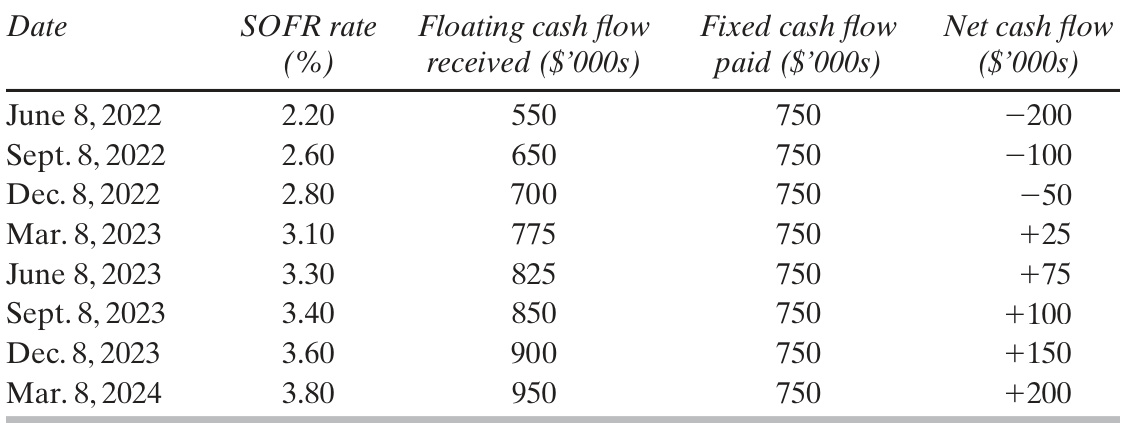 Date SOFR rate (%) Floating cash flow received ($’000s) Fixed cash flow paid ($’000s) Net cash flow ($’000s)
June 8, 2022 2.20 550 750 −200
Sept. 8, 2022 2.60 650 750 −100
Dec. 8, 2022 2.80 700 750 −50
Mar. 8, 2023 3.10 775 750 +25
June 8, 2023 3.30 825 750 +75
Sept. 8, 2023 3.40 850 750 +100
Dec. 8, 2023 3.60 900 750 +150
Mar. 8, 2024 3.80 950 750 +200